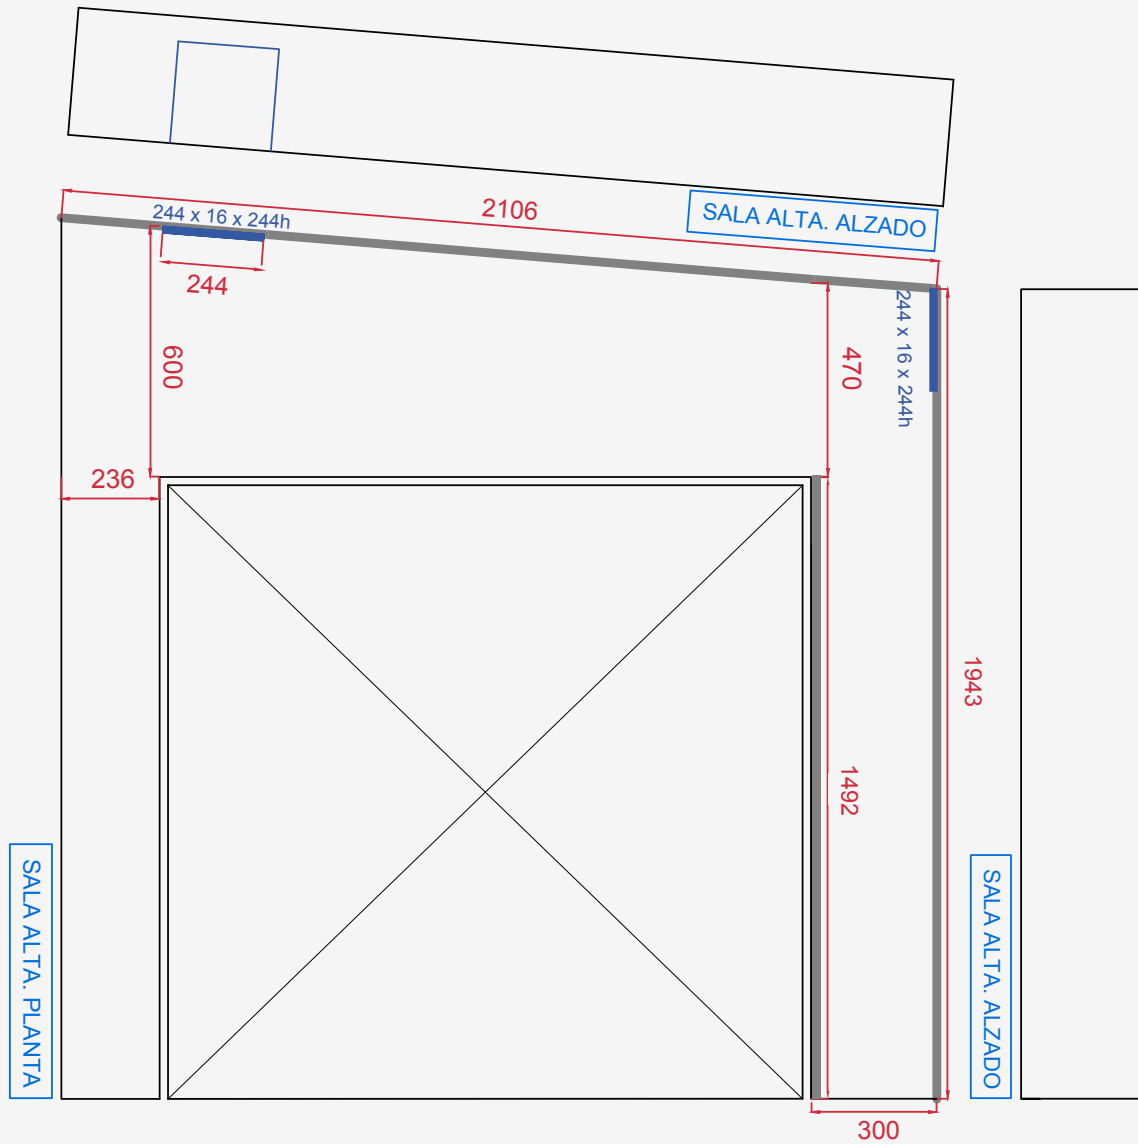 2106
SALA ALTA. ALZADO
244 x 16 x 244h
244
244 x 16 x 244h
600
470
236
1943
1492
SALA ALTA. PLANTA
SALA ALTA. ALZADO
300